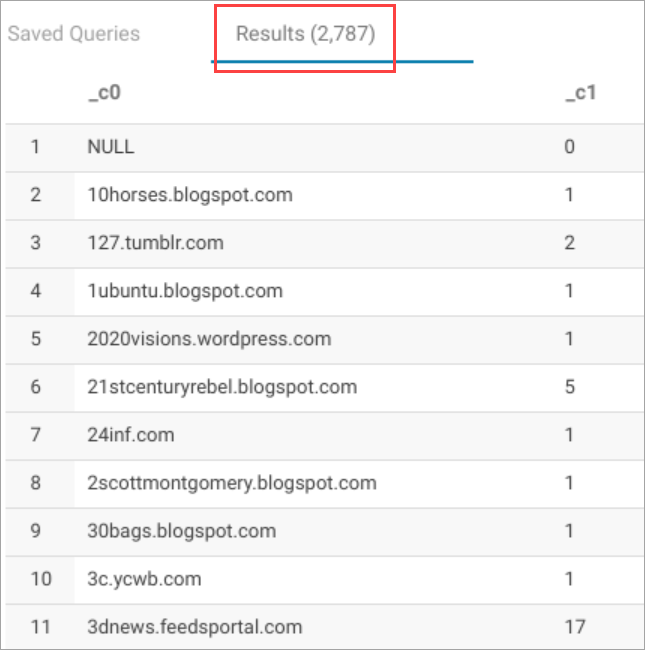 Saved Queries Results (2,787)
_c0 _c1
1 NULL 0
2 10horses.blogspot.com 1
3 127.tumblr.com 2
4 1ubuntu.blogspot.com 1
5 2020visions.wordpress.com 1
6 21stcenturyrebel.blogspot.com 5
7 24inf.com 1
8 2scottmontgomery.blogspot.com 1
9 30bags.blogspot.com 1
10 3c.ycwb.com 1
11 3dnews.feedsportal.com 17